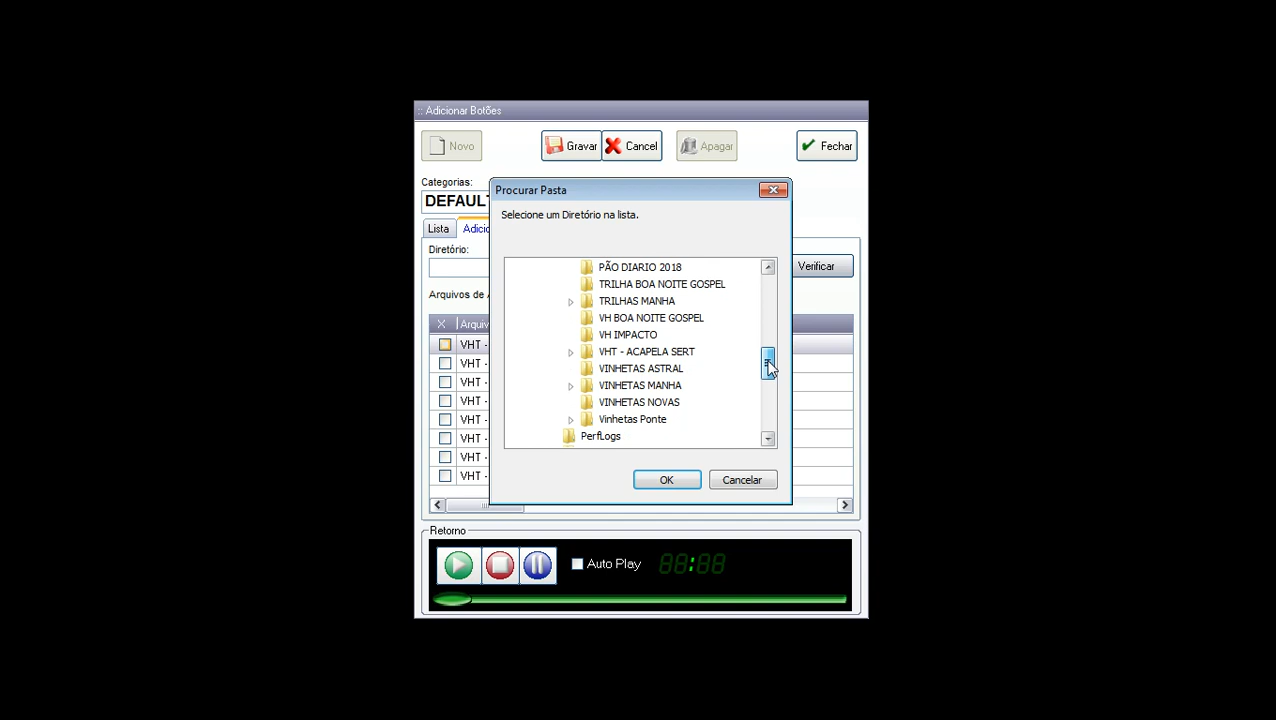 :: Adicionar Botões
Novo
Gravar
Cancel
Apagar
Fechar
Categorias:
DEFAULT
Procurar Pasta
Selecione um Diretório na lista.
Lista
Adicio
Diretório:
Verificar
Arquivos de
X
Arquiv
VHT -
VHT -
VHT -
VHT -
VHT -
VHT -
VHT -
VHT -
PÃO DIARIO 2018
TRILHA BOA NOITE GOSPEL
TRILHAS MANHA
VH BOA NOITE GOSPEL
VH IMPACTO
VHT - ACAPELA SERT
VINHETAS ASTRAL
VINHETAS MANHA
VINHETAS NOVAS
Vinhetas Ponte
PerfLogs
OK
Cancelar
Retorno
Auto Play
88:88